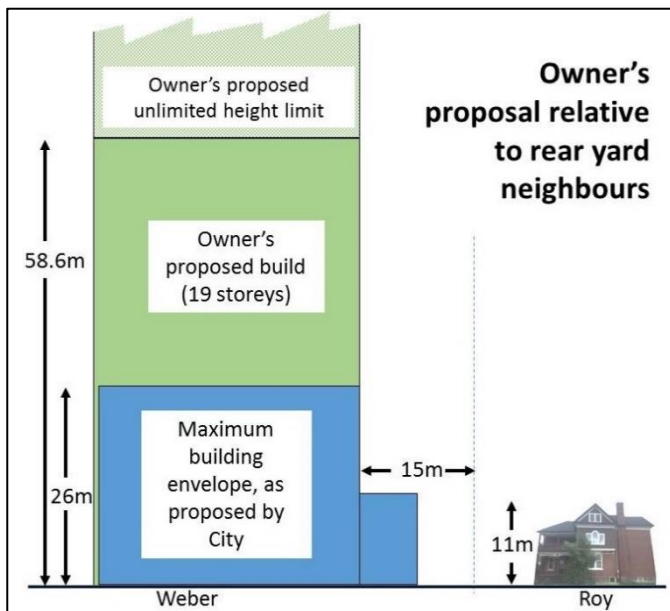 Owner's proposed
unlimited height limit
Owner's
proposal relative
to rear yard
neighbours
58.6m
Owner's
proposed build
(19 storeys)
26m
Maximum
building
envelope, as
proposed by
City
15m
11m
Weber
Roy